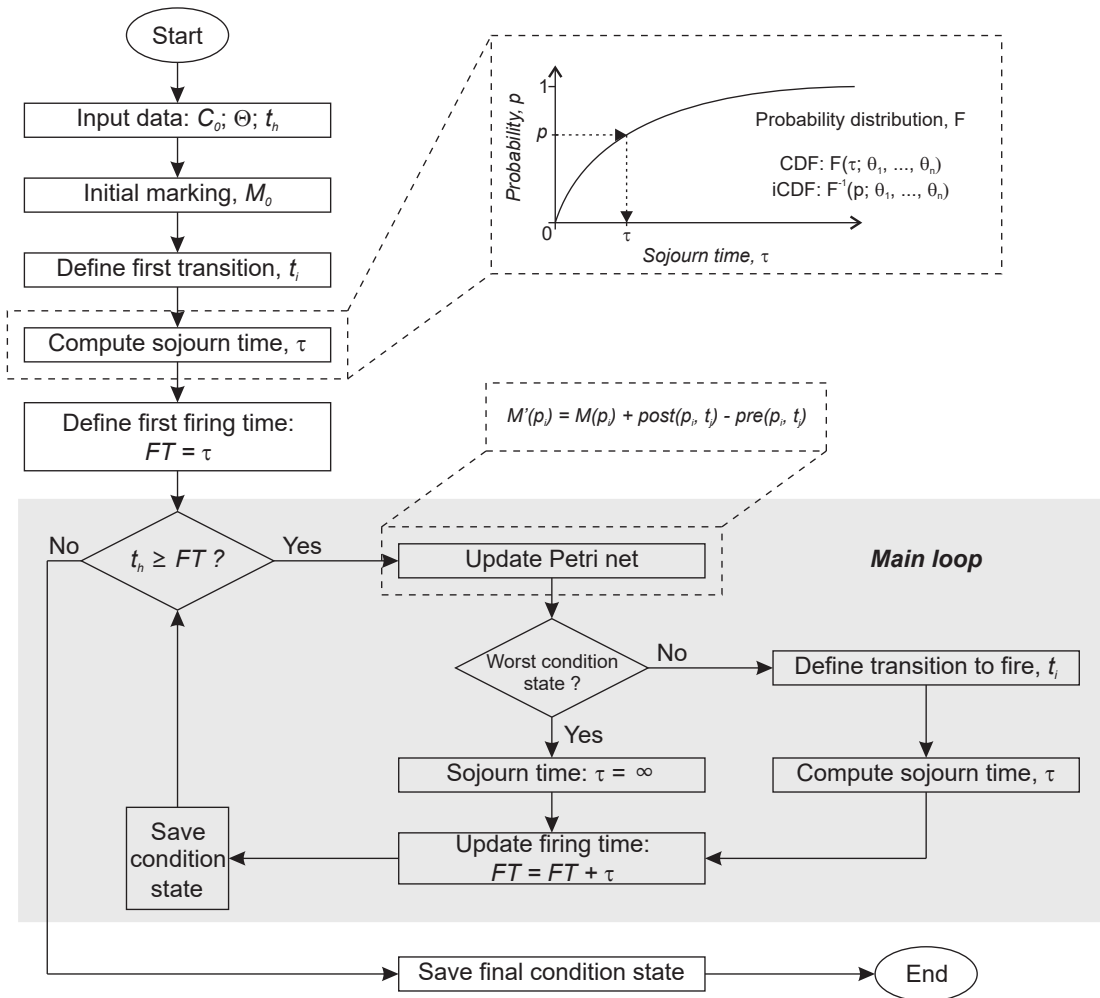 Start
Input data: C₀; Θ; tₕ
Initial marking, M₀
Define first transition, tᵢ
Compute sojourn time, τ
Define first firing time:
FT = τ
Probability, p
1
p
0
τ
Sojourn time, τ
Probability distribution, F
CDF: F(τ; θ₁, ..., θₙ)
iCDF: F⁻¹(p; θ₁, ..., θₙ)
M'(pᵢ) = M(pᵢ) + post(pᵢ, tⱼ) - pre(pᵢ, tⱼ)
Main loop
No
tₕ ≥ FT ?
Yes
Update Petri net
Worst condition
state ?
No
Define transition to fire, tᵢ
Yes
Sojourn time: τ = ∞
Compute sojourn time, τ
Update firing time:
FT = FT + τ
Save
condition
state
Save final condition state
End